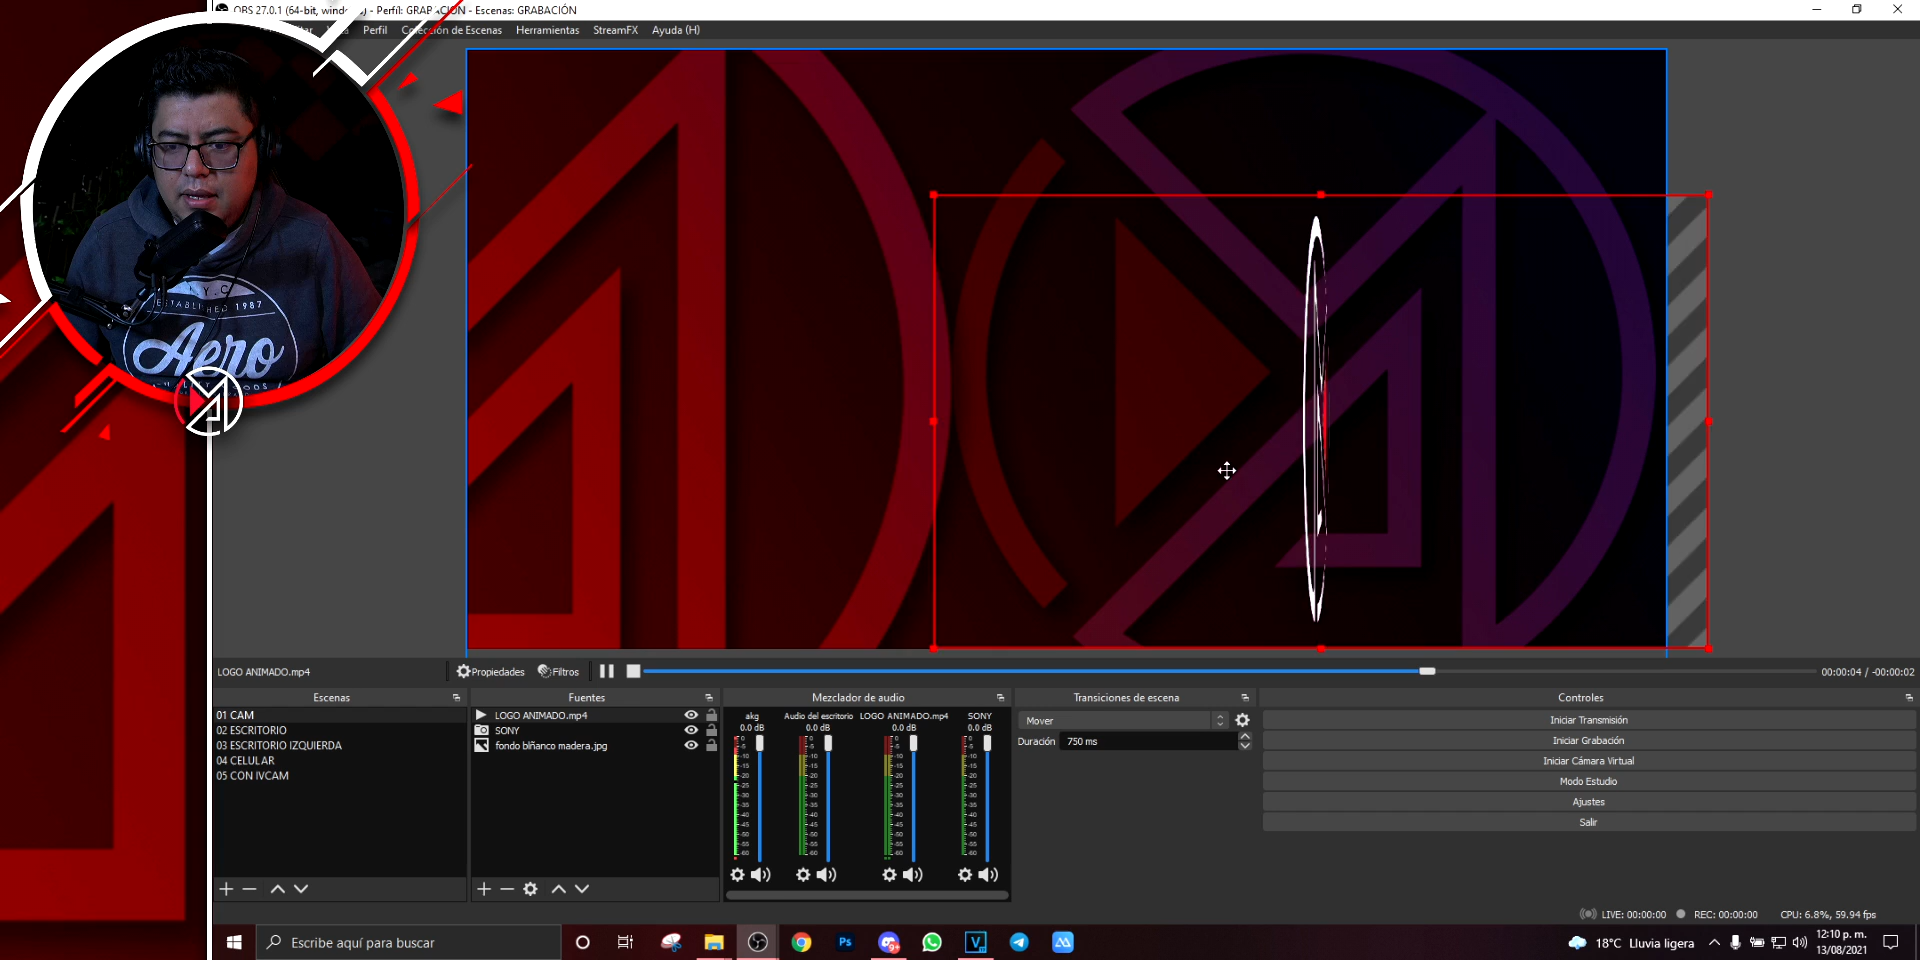 OBS 27.0.1 (64-bit, windows) - Perfil: GRABACIÓN - Escenas: GRABACIÓN
Perfil Colección de Escenas Herramientas StreamFX Ayuda (H)
N.Y.C.
ESTABLISHED 1987
Aero
LOGO ANIMADO.mp4 Propiedades Filtros 00:00:04 / -00:00:02
Escenas Fuentes Mezclador de audio Transiciones de escena Controles
01 CAM
02 ESCRITORIO
03 ESCRITORIO IZQUIERDA
04 CELULAR
05 CON IVCAM
LOGO ANIMADO.mp4
SONY
fondo blñanco madera.jpg
akg Audio del escritorio LOGO ANIMADO.mp4 SONY
0.0 dB 0.0 dB 0.0 dB 0.0 dB
Mover
Duración 750 ms
Iniciar Transmisión
Iniciar Grabación
Iniciar Cámara Virtual
Modo Estudio
Ajustes
Salir
LIVE: 00:00:00 REC: 00:00:00 CPU: 6.8%, 59.94 fps
Escribe aquí para buscar
Ps
9+
V
18°C Lluvia ligera
12:10 p. m.
13/08/2021